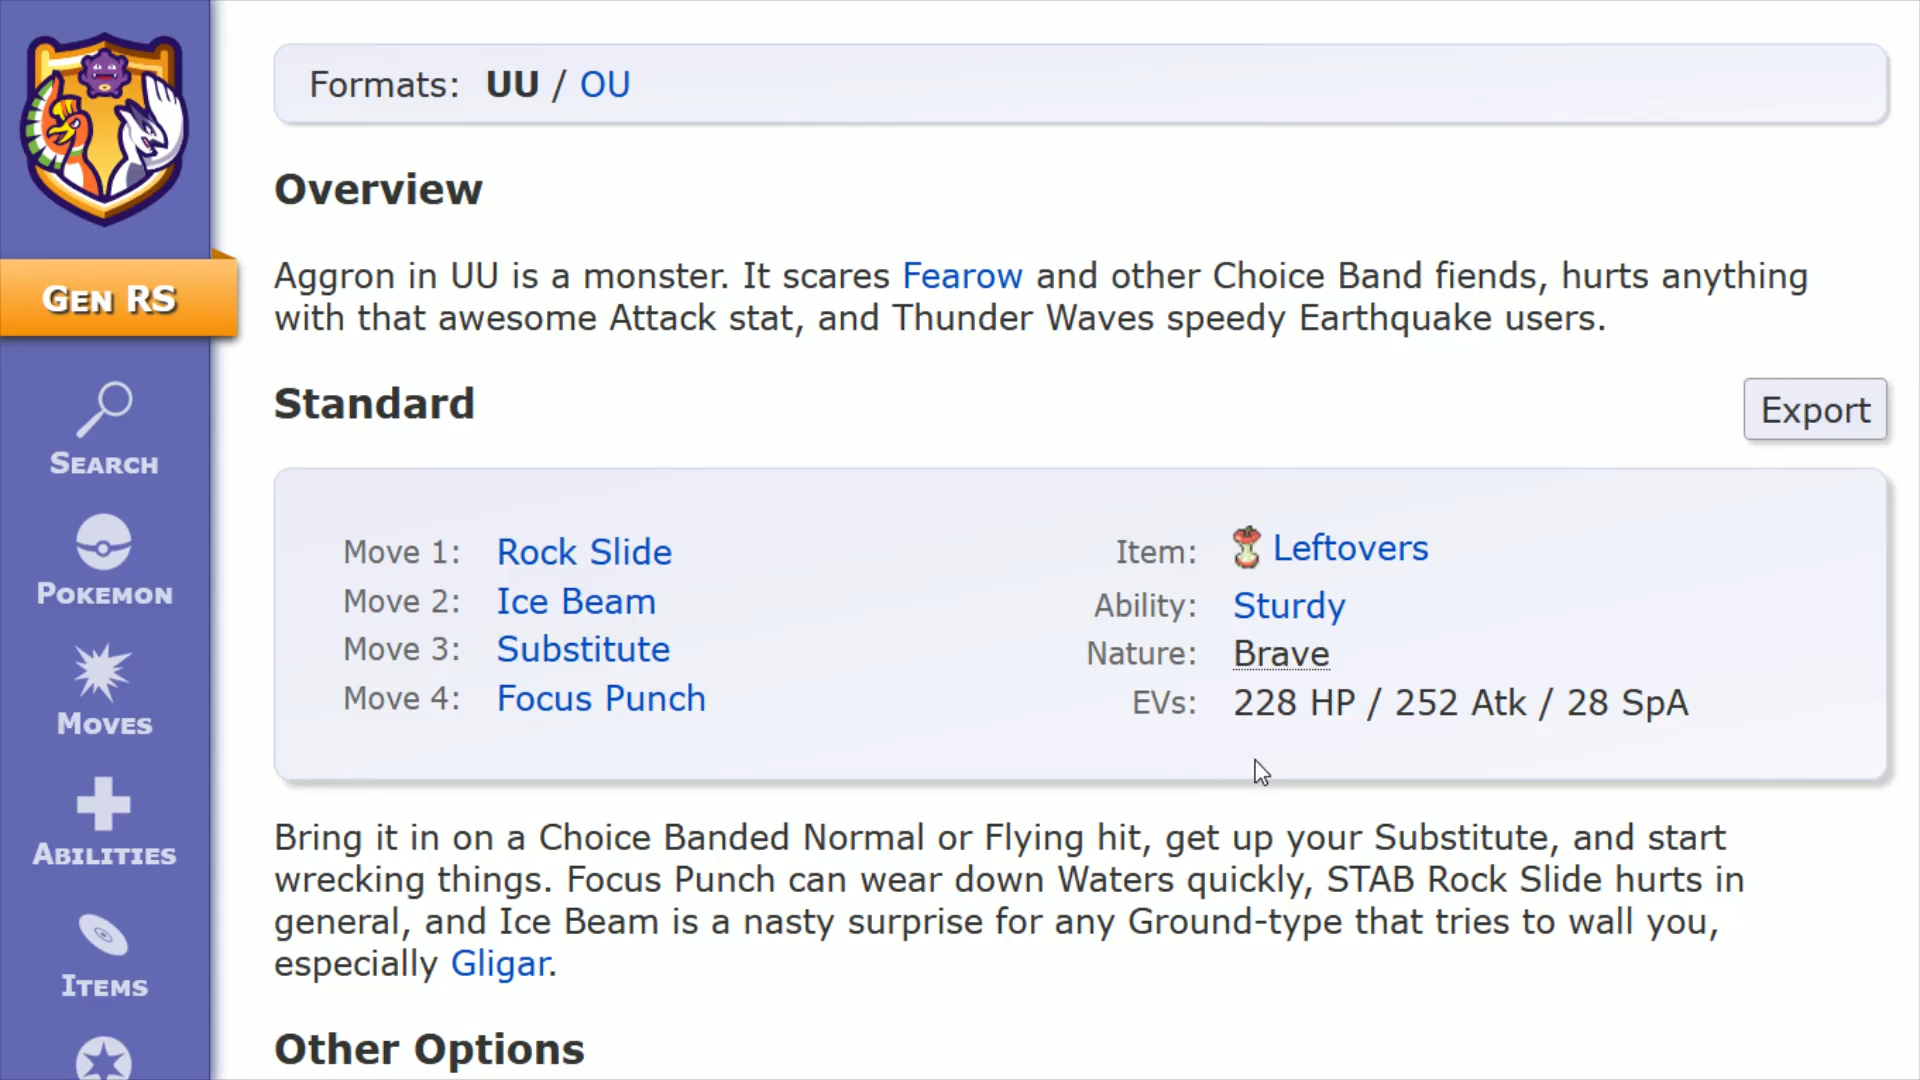 Formats: UU / OU
Overview
Aggron in UU is a monster. It scares Fearow and other Choice Band fiends, hurts anything
with that awesome Attack stat, and Thunder Waves speedy Earthquake users.
GEN RS
Standard
Export
SEARCH
POKEMON
MOVES
ABILITIES
ITEMS
Move 1: Rock Slide
Move 2: Ice Beam
Move 3: Substitute
Move 4: Focus Punch
Item: Leftovers
Ability: Sturdy
Nature: Brave
EVs: 228 HP / 252 Atk / 28 SpA
Bring it in on a Choice Banded Normal or Flying hit, get up your Substitute, and start
wrecking things. Focus Punch can wear down Waters quickly, STAB Rock Slide hurts in
general, and Ice Beam is a nasty surprise for any Ground-type that tries to wall you,
especially Gligar.
Other Options